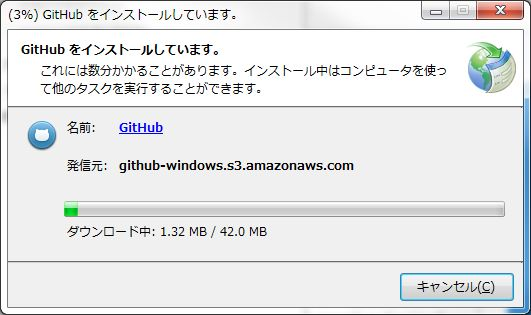 (3%) GitHub をインストールしています。
GitHub をインストールしています。
これには数分かかることがあります。インストール中はコンピュータを使っ
て他のタスクを実行することができます。
名前: GitHub
発信元: github-windows.s3.amazonaws.com
ダウンロード中: 1.32 MB / 42.0 MB
キャンセル(C)